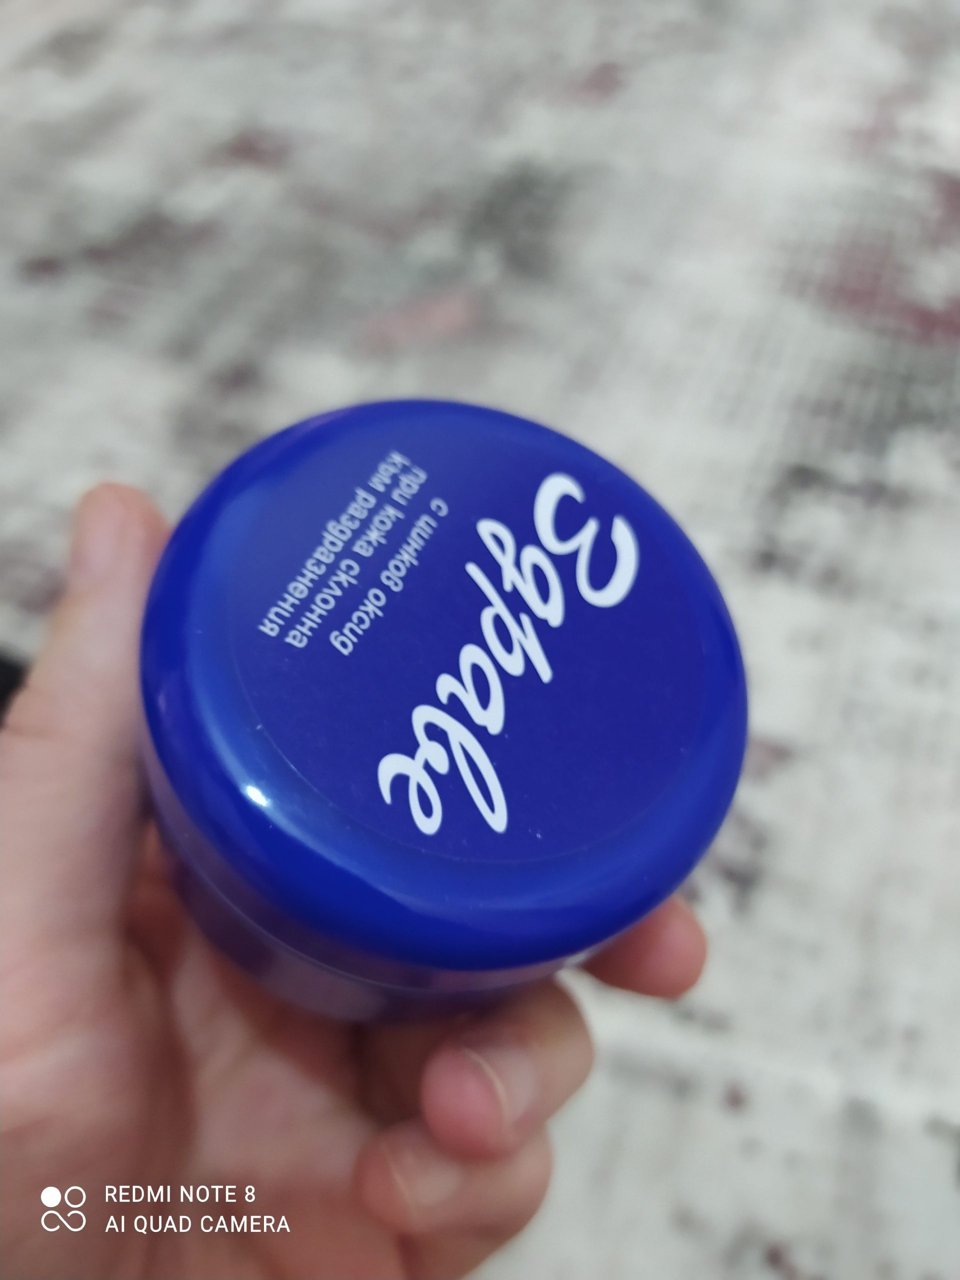 Здраве
с цинков оксид
при кожа склонна
към раздразнения
REDMI NOTE 8
AI QUAD CAMERA